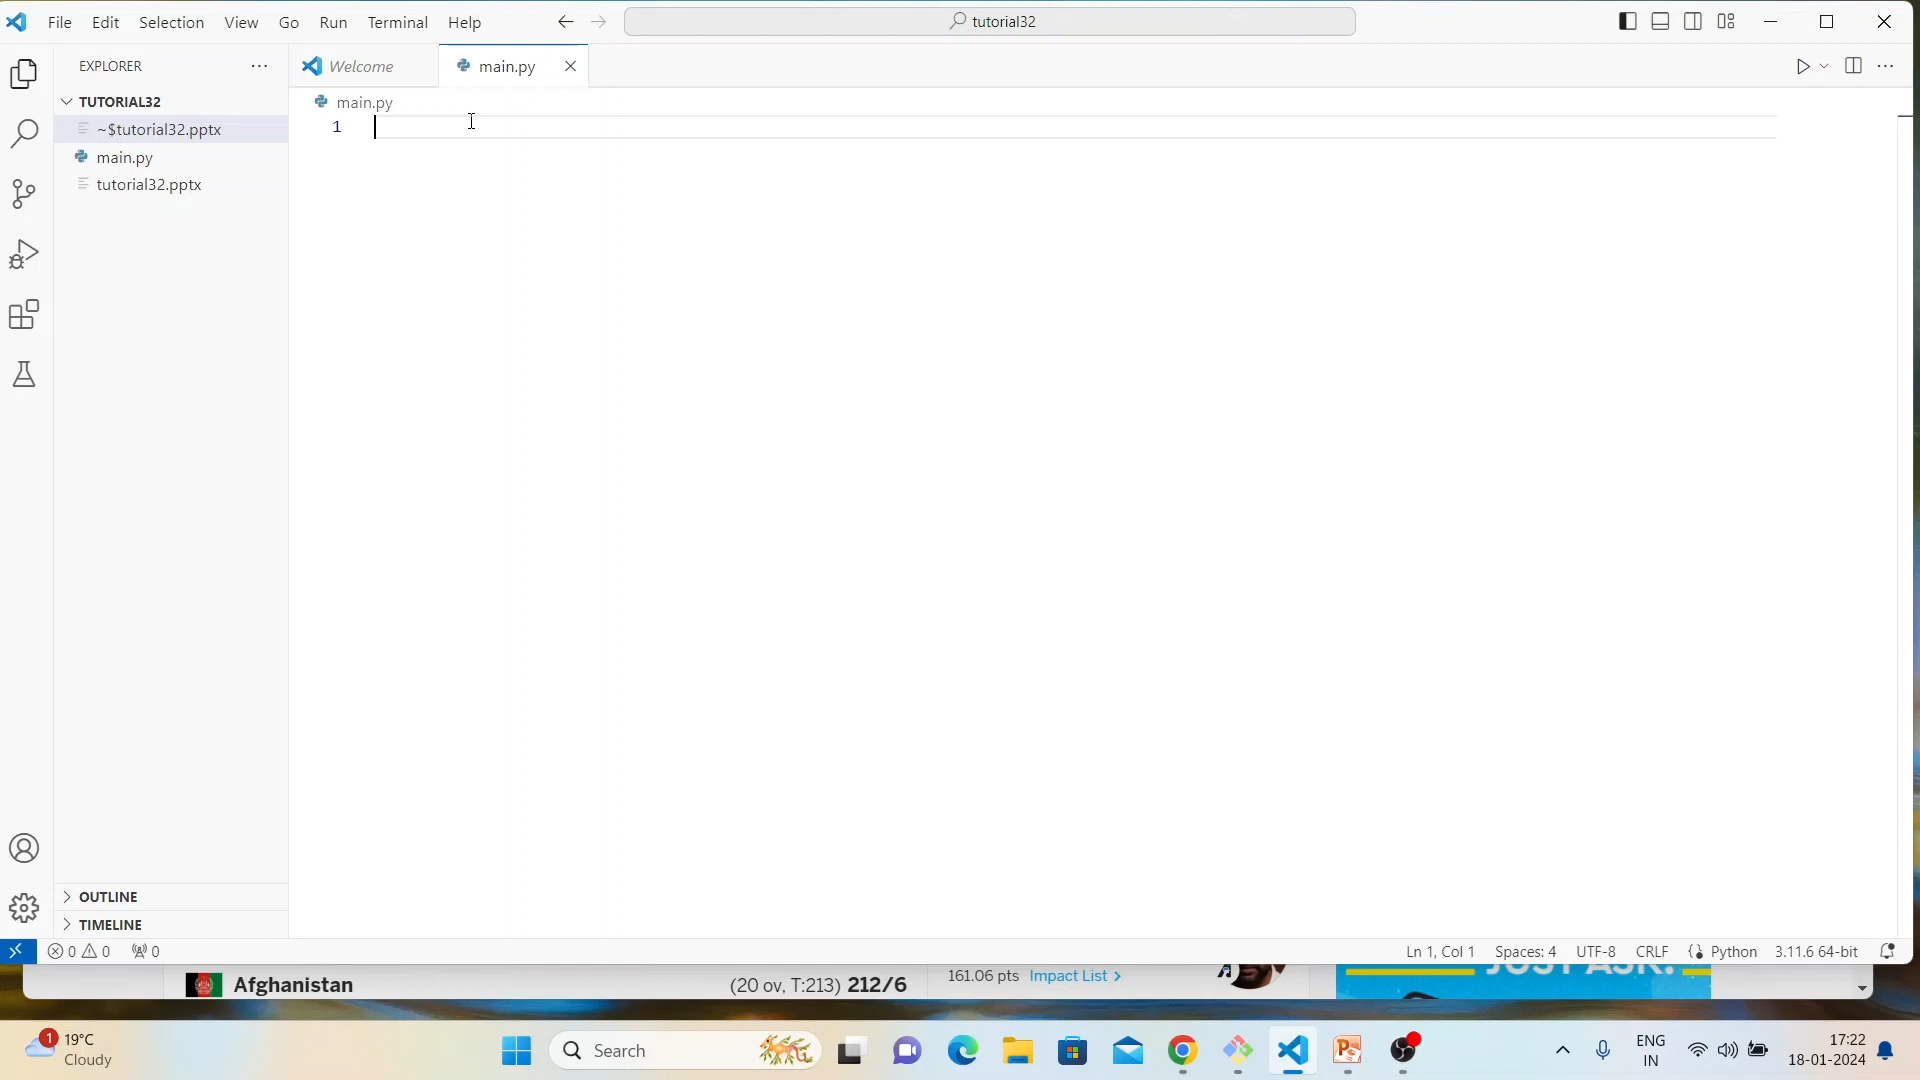 File Edit Selection View Go Run Terminal Help
tutorial32
EXPLORER
Welcome
main.py
TUTORIAL32
~$tutorial32.pptx
main.py
tutorial32.pptx
main.py
1
OUTLINE
TIMELINE
0 0 0
Ln 1, Col 1 Spaces: 4 UTF-8 CRLF Python 3.11.6 64-bit
Afghanistan (20 ov, T:213) 212/6
161.06 pts Impact List
JUST ASK.
1
19°C
Cloudy
Search
ENG
IN
17:22
18-01-2024